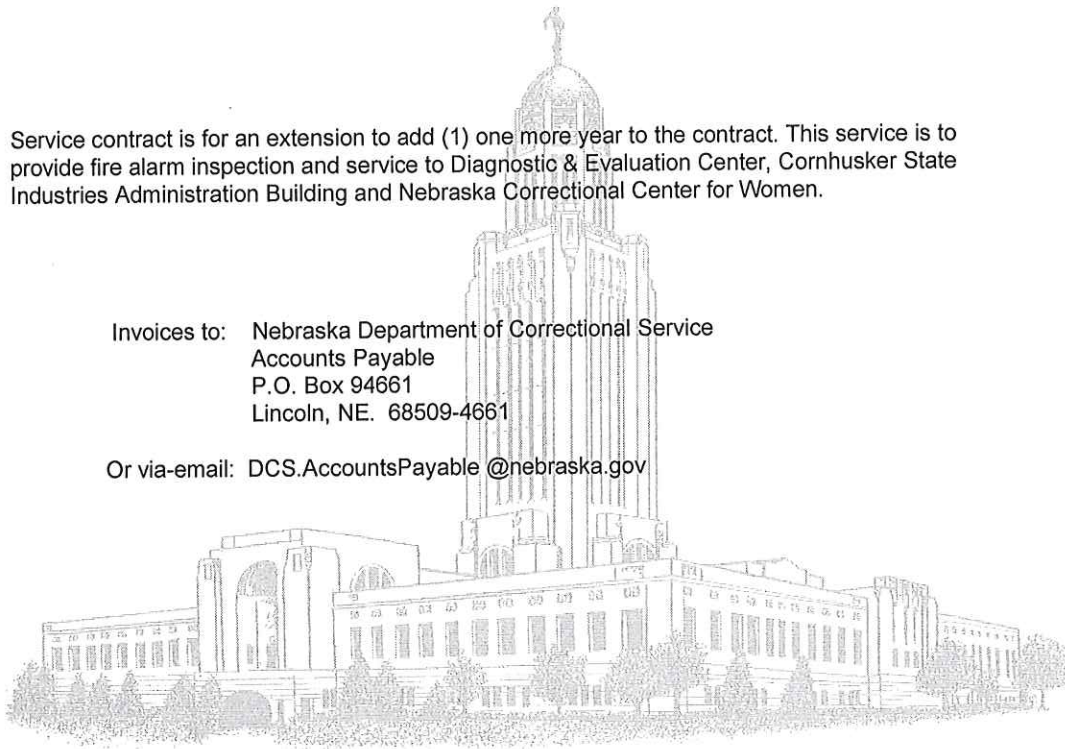 Service contract is for an extension to add (1) one more year to the contract. This service is to
provide fire alarm inspection and service to Diagnostic & Evaluation Center, Cornhusker State
Industries Administration Building and Nebraska Correctional Center for Women.
Invoices to: Nebraska Department of Correctional Service
Accounts Payable
P.O. Box 94661
Lincoln, NE. 68509-4661
Or via-email: DCS.AccountsPayable @nebraska.gov